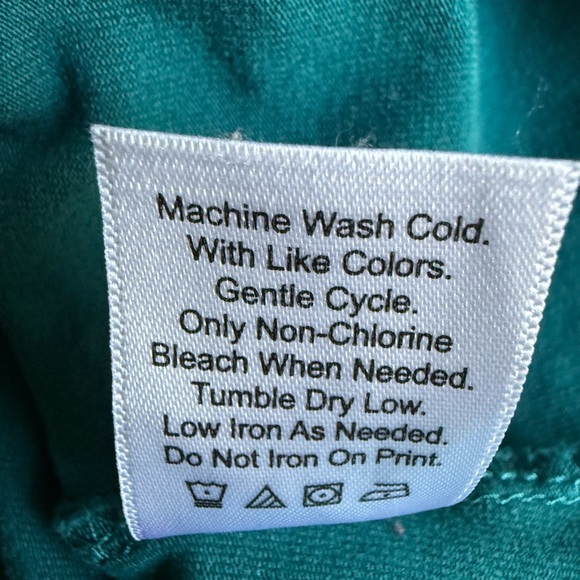 Machine Wash Cold.
With Like Colors.
Gentle Cycle.
Only Non-Chlorine
Bleach When Needed.
Tumble Dry Low.
Low Iron As Needed.
Do Not Iron On Print.